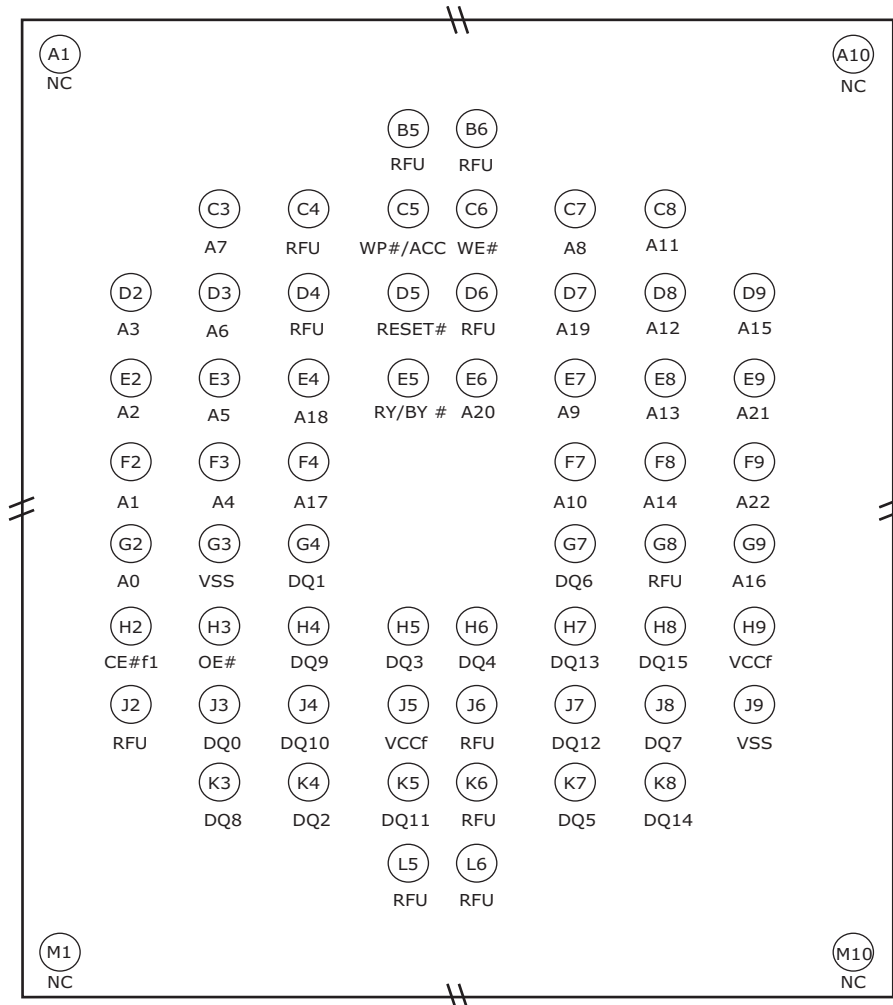 A1 A10
NC NC
B5 B6
RFU RFU
C3 C4 C5 C6 C7 C8
A7 RFU WP#/ACC WE# A8 A11
D2 D3 D4 D5 D6 D7 D8 D9
A3 A6 RFU RESET# RFU A19 A12 A15
E2 E3 E4 E5 E6 E7 E8 E9
A2 A5 A18 RY/BY # A20 A9 A13 A21
F2 F3 F4 F7 F8 F9
A1 A4 A17 A10 A14 A22
G2 G3 G4 G7 G8 G9
A0 VSS DQ1 DQ6 RFU A16
H2 H3 H4 H5 H6 H7 H8 H9
CE#f1 OE# DQ9 DQ3 DQ4 DQ13 DQ15 VCCf
J2 J3 J4 J5 J6 J7 J8 J9
RFU DQ0 DQ10 VCCf RFU DQ12 DQ7 VSS
K3 K4 K5 K6 K7 K8
DQ8 DQ2 DQ11 RFU DQ5 DQ14
L5 L6
RFU RFU
M1 M10
NC NC